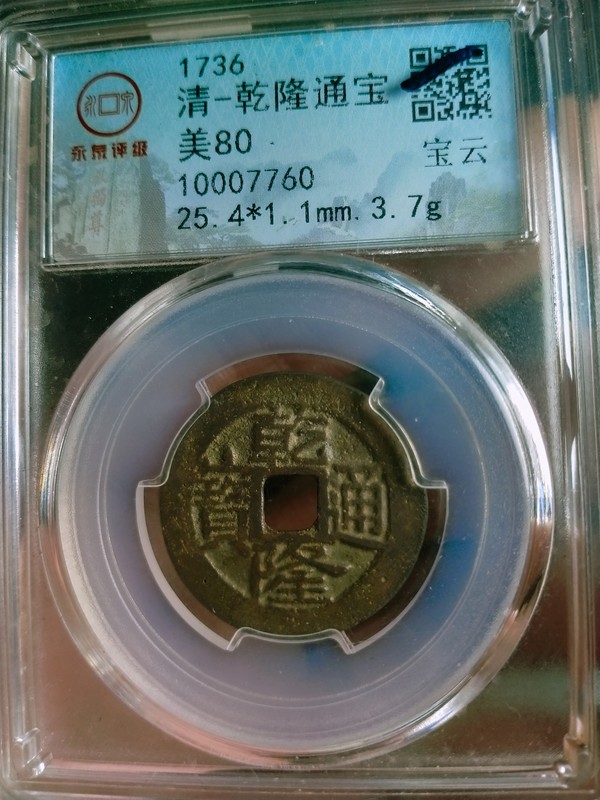 1736
清-乾隆通宝
美80
宝云
10007760
25.4*1.1mm.3.7g
永泉评级
乾隆通寶